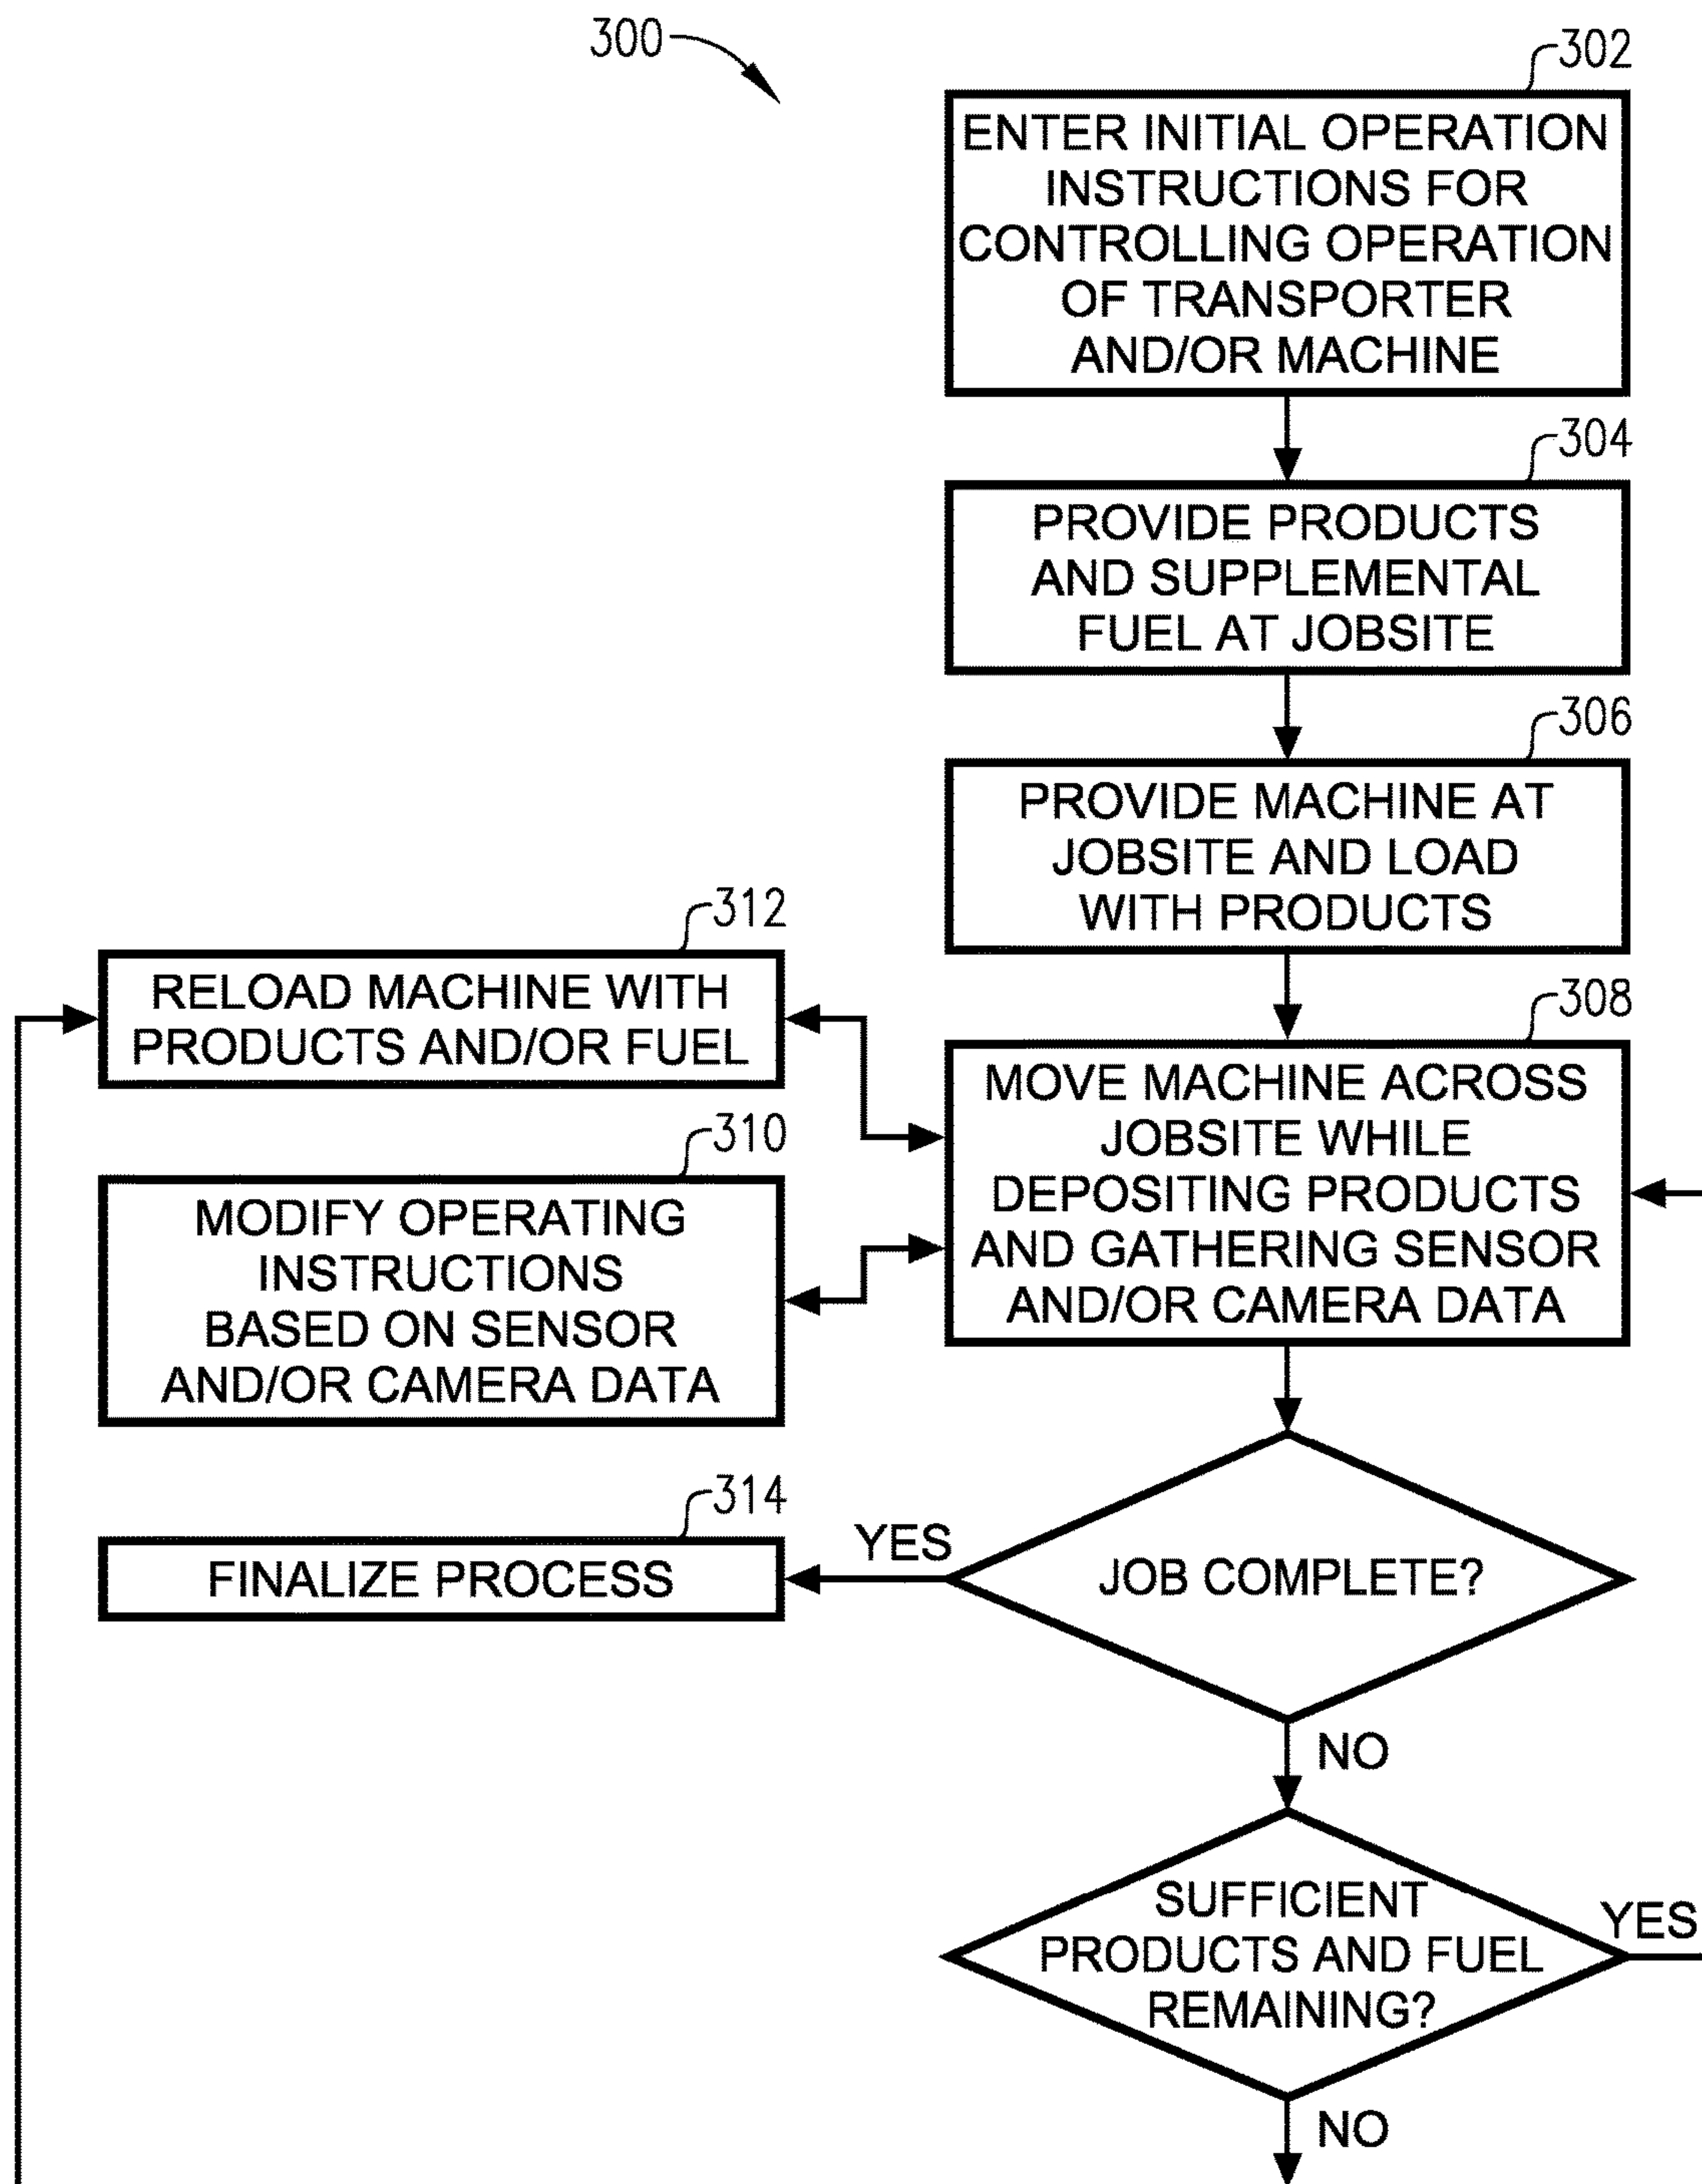 300
302
ENTER INITIAL OPERATION
INSTRUCTIONS FOR
CONTROLLING OPERATION
OF TRANSPORTER
AND/OR MACHINE
304
PROVIDE PRODUCTS
AND SUPPLEMENTAL
FUEL AT JOBSITE
306
PROVIDE MACHINE AT
JOBSITE AND LOAD
WITH PRODUCTS
312
RELOAD MACHINE WITH
PRODUCTS AND/OR FUEL
308
MOVE MACHINE ACROSS
JOBSITE WHILE
DEPOSITING PRODUCTS
AND GATHERING SENSOR
AND/OR CAMERA DATA
310
MODIFY OPERATING
INSTRUCTIONS
BASED ON SENSOR
AND/OR CAMERA DATA
314
FINALIZE PROCESS
YES
JOB COMPLETE?
NO
SUFFICIENT
PRODUCTS AND FUEL
REMAINING?
YES
NO